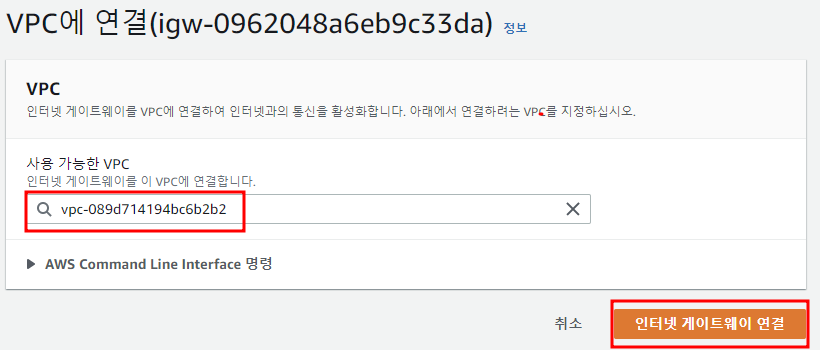 VPC에 연결(igw-0962048a6eb9c33da) 정보
VPC
인터넷 게이트웨이를 VPC에 연결하여 인터넷과의 통신을 활성화합니다. 아래에서 연결하려는 VPC를 지정하십시오.
사용 가능한 VPC
인터넷 게이트웨이를 이 VPC에 연결합니다.
vpc-089d714194bc6b2b2
AWS Command Line Interface 명령
취소 인터넷 게이트웨이 연결